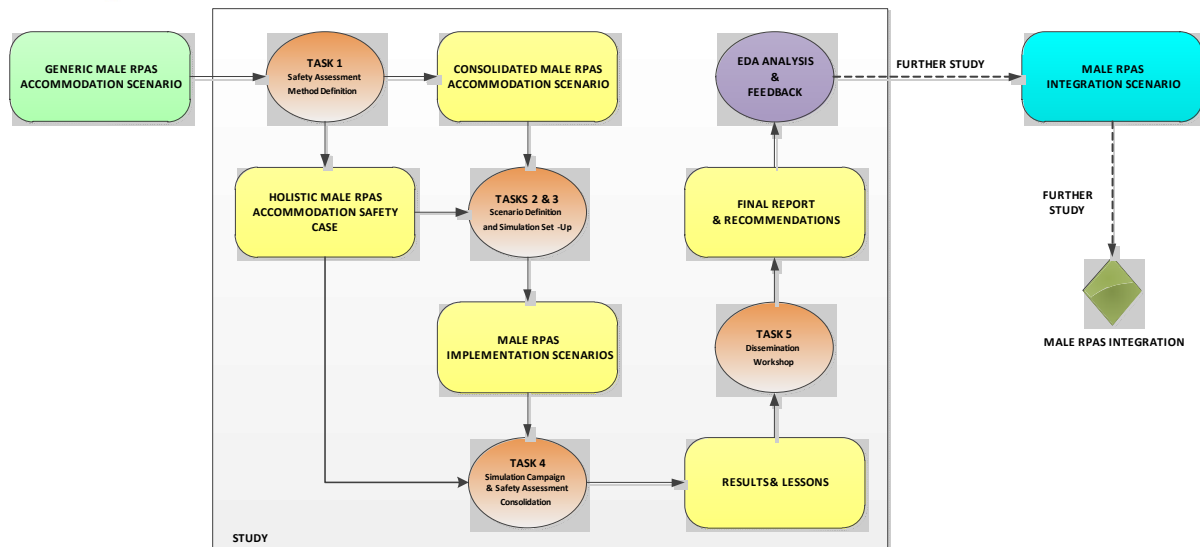 GENERIC MALE RPAS
ACCOMMODATION SCENARIO
TASK 1
Safety Assessment
Method Definition
CONSOLIDATED MALE RPAS
ACCOMMODATION SCENARIO
EDA ANALYSIS
&
FEEDBACK
FURTHER STUDY
MALE RPAS
INTEGRATION SCENARIO
HOLISTIC MALE RPAS
ACCOMMODATION SAFETY
CASE
TASKS 2 & 3
Scenario Definition
and Simulation Set -Up
FINAL REPORT
& RECOMMENDATIONS
FURTHER
STUDY
MALE RPAS
IMPLEMENTATION SCENARIOS
TASK 5
Dissemination
Workshop
MALE RPAS INTEGRATION
TASK 4
Simulation Campaign
& Safety Assessment
Consolidation
RESULTS & LESSONS
STUDY